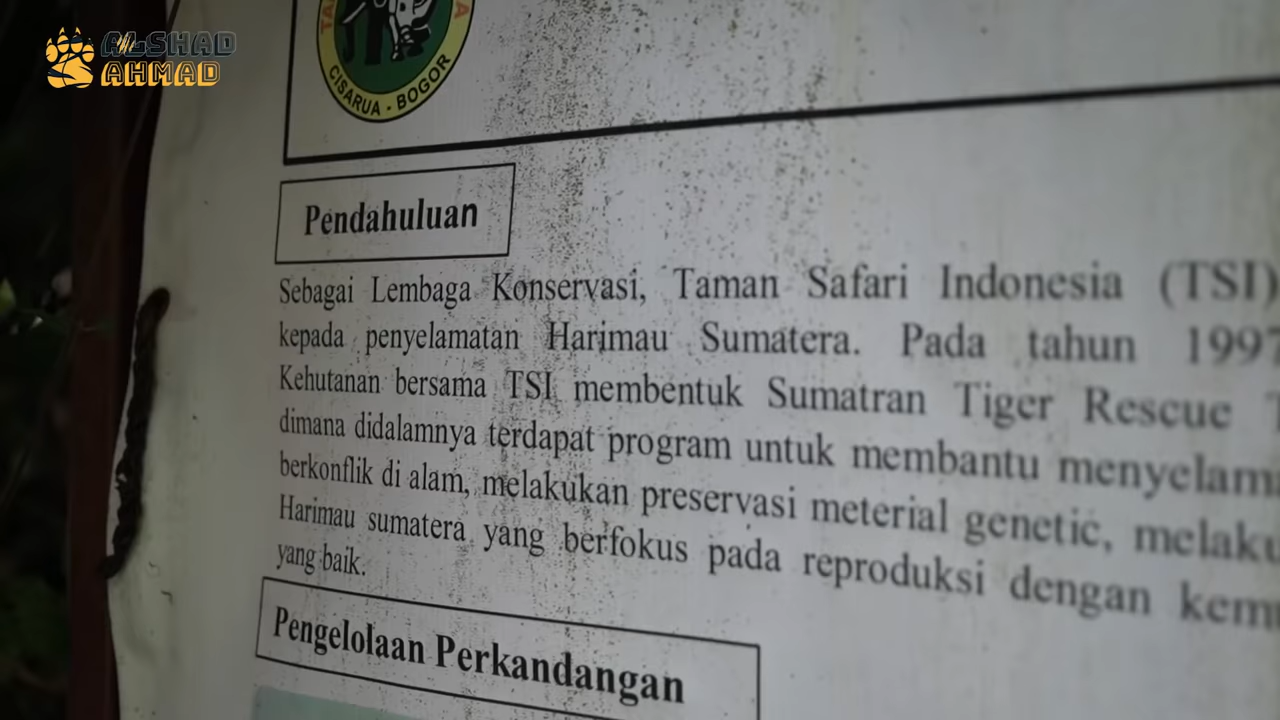 ALSHAD
AHMAD
CISARUA - BOGOR
Pendahuluan
Sebagai Lembaga Konservasi, Taman Safari Indonesia (TSI)
kepada penyelamatan Harimau Sumatera. Pada tahun 1997
Kehutanan bersama TSI membentuk Sumatran Tiger Rescue
dimana didalamnya terdapat program untuk membantu
berkonflik di alam, melakukan preservasi meterial genetic,
Harimau sumatera yang berfokus pada reproduksi dengan
yang baik.
Pengelolaan Perkandangan